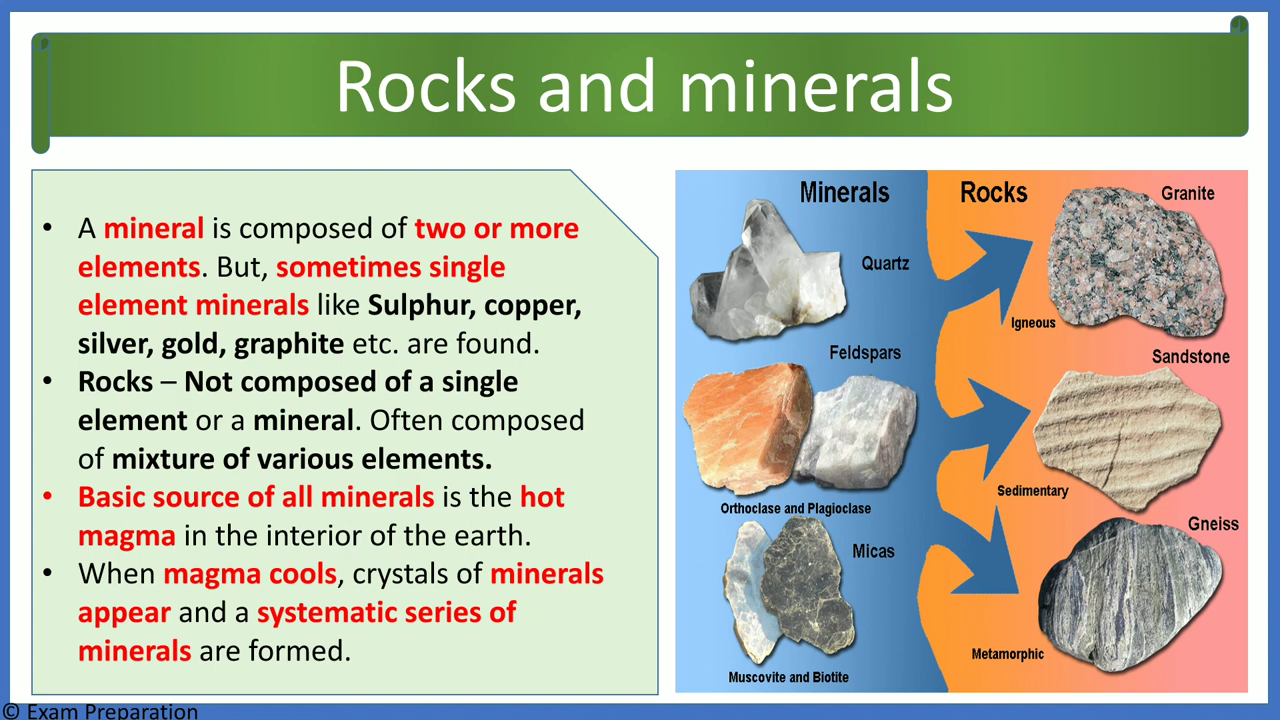 Rocks and minerals
• A mineral is composed of two or more
elements. But, sometimes single
element minerals like Sulphur, copper,
silver, gold, graphite etc. are found.
• Rocks – Not composed of a single
element or a mineral. Often composed
of mixture of various elements.
• Basic source of all minerals is the hot
magma in the interior of the earth.
• When magma cools, crystals of minerals
appear and a systematic series of
minerals are formed.
Minerals
Rocks
Granite
Quartz
Igneous
Feldspars
Sandstone
Sedimentary
Orthoclase and Plagioclase
Gneiss
Micas
Metamorphic
Muscovite and Biotite
© Exam Preparation